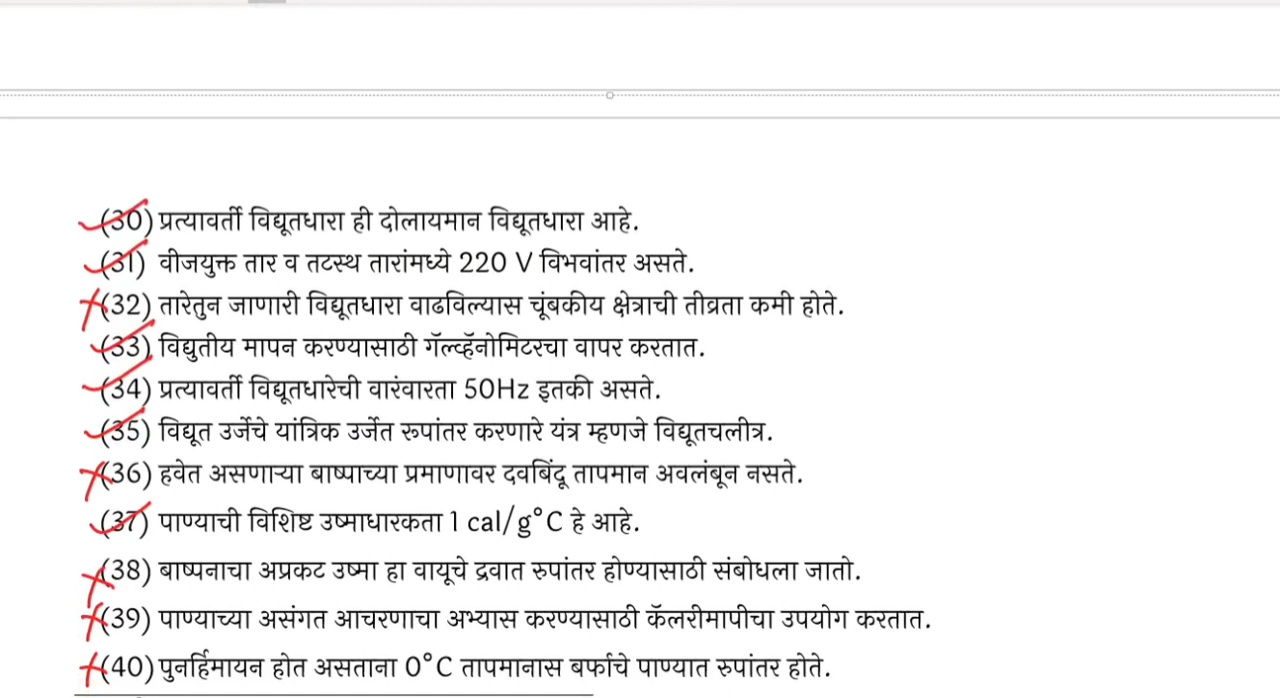 (30) प्रत्यावर्ती विद्यूतधारा ही दोलायमान विद्यूतधारा आहे.
(31) वीजयुक्त तार व तटस्थ तारांमध्ये 220 V विभवांतर असते.
(32) तारेतुन जाणारी विद्यूतधारा वाढविल्यास चूंबकीय क्षेत्राची तीव्रता कमी होते.
(33) विद्युतीय मापन करण्यासाठी गॅल्व्हॅनोमिटरचा वापर करतात.
(34) प्रत्यावर्ती विद्यूतधारेची वारंवारता 50Hz इतकी असते.
(35) विद्यूत उर्जेचे यांत्रिक उर्जेत रूपांतर करणारे यंत्र म्हणजे विद्यूतचलीत्र.
(36) हवेत असणाऱ्या बाष्पाच्या प्रमाणावर दवबिंदू तापमान अवलंबून नसते.
(37) पाण्याची विशिष्ट उष्माधारकता 1 cal/g°C हे आहे.
(38) बाष्पनाचा अप्रकट उष्मा हा वायूचे द्रवात रुपांतर होण्यासाठी संबोधला जातो.
(39) पाण्याच्या असंगत आचरणाचा अभ्यास करण्यासाठी कॅलरीमापीचा उपयोग करतात.
(40) पुनर्हिमायन होत असताना 0°C तापमानास बर्फाचे पाण्यात रुपांतर होते.